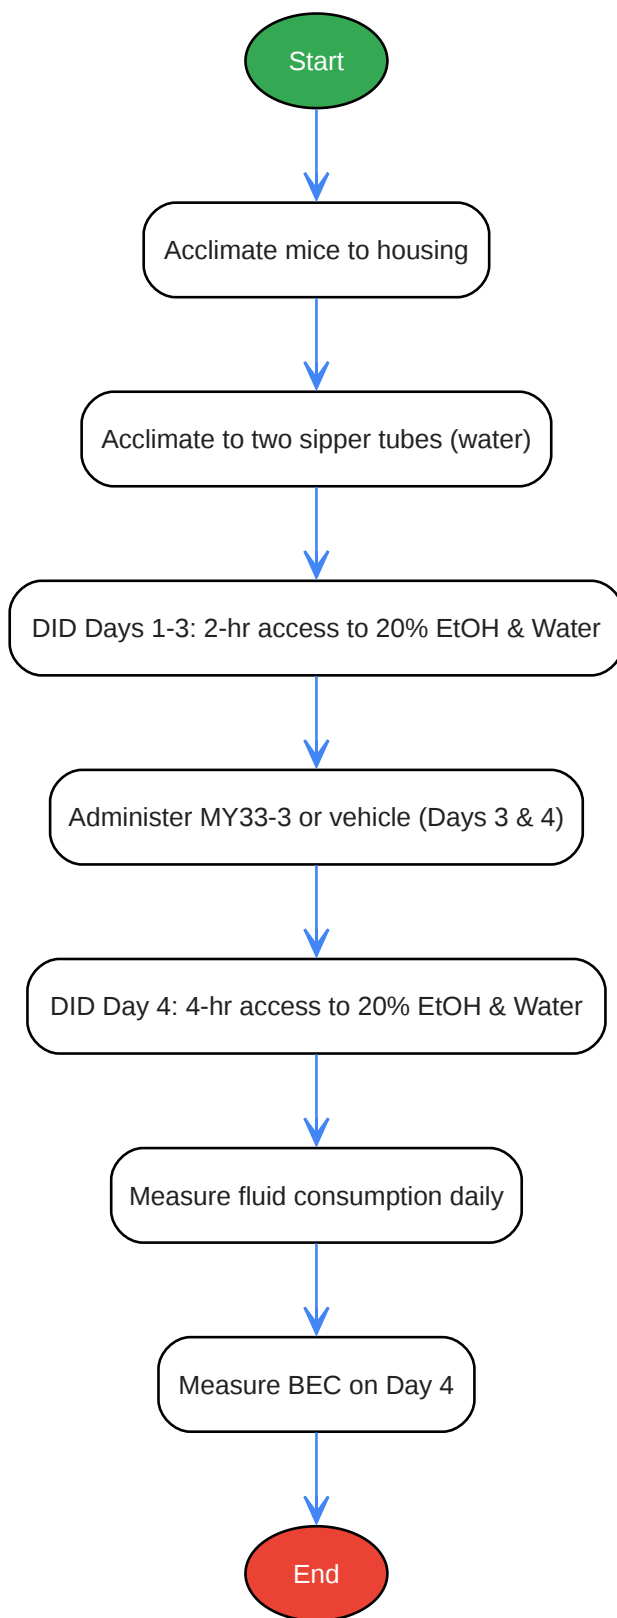 Start
Acclimate mice to housing
Acclimate to two sipper tubes (water)
DID Days 1-3: 2-hr access to 20% EtOH & Water
Administer MY33-3 or vehicle (Days 3 & 4)
DID Day 4: 4-hr access to 20% EtOH & Water
Measure fluid consumption daily
Measure BEC on Day 4
End